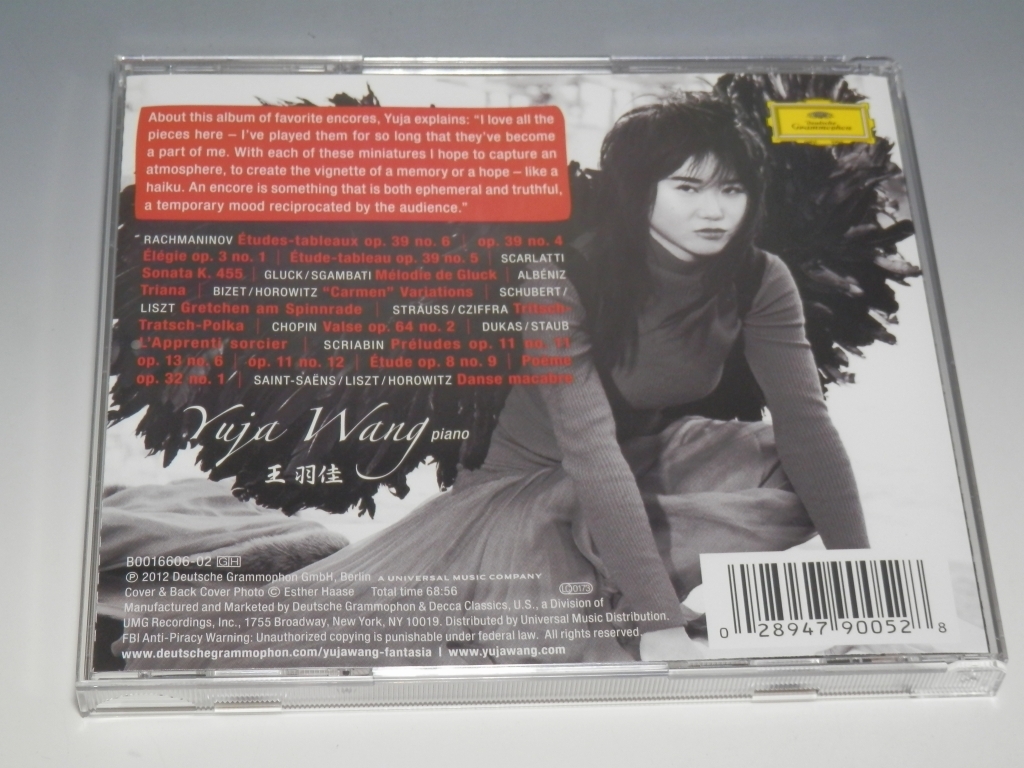 About this album of favorite encores, Yuja explains: "I love all the
pieces here – I've played them for so long that they've become
a part of me. With each of these miniatures I hope to capture an
atmosphere, to create the vignette of a memory or a hope – like a
haiku. An encore is something that is both ephemeral and truthful,
a temporary mood reciprocated by the audience."
Deutsche
Grammophon
RACHMANINOV Études-tableaux op. 39 no. 6 | op. 39 no. 4
Élégie op. 3 no. 1 | Étude-tableau op. 39 no. 5 | SCARLATTI
Sonata K. 455 | GLUCK/SGAMBATI Mélodie de Gluck | ALBÉNIZ
Triana | BIZET/HOROWITZ "Carmen" Variations | SCHUBERT/
LISZT Gretchen am Spinnrade | STRAUSS/CZIFFRA Tritsch-
Tratsch-Polka | CHOPIN Valse op. 64 no. 2 | DUKAS/STAUB
L'Apprenti sorcier | SCRIABIN Préludes op. 11 no. 11
op. 13 no. 6 | op. 11 no. 12 | Étude op. 8 no. 9 | Poème
op. 32 no. 1 | SAINT-SAËNS/LISZT/HOROWITZ Danse macabre
Yuja Wang piano
王 羽佳
B0016606-02 GH
℗ 2012 Deutsche Grammophon GmbH, Berlin A UNIVERSAL MUSIC COMPANY
Cover & Back Cover Photo © Esther Haase Total time 68:56 LC0173
Manufactured and Marketed by Deutsche Grammophon & Decca Classics, U.S., a Division of
UMG Recordings, Inc., 1755 Broadway, New York, NY 10019. Distributed by Universal Music Distribution.
FBI Anti-Piracy Warning: Unauthorized copying is punishable under federal law. All rights reserved.
www.deutschegrammophon.com/yujawang-fantasia | www.yujawang.com
0 28947 90052 8